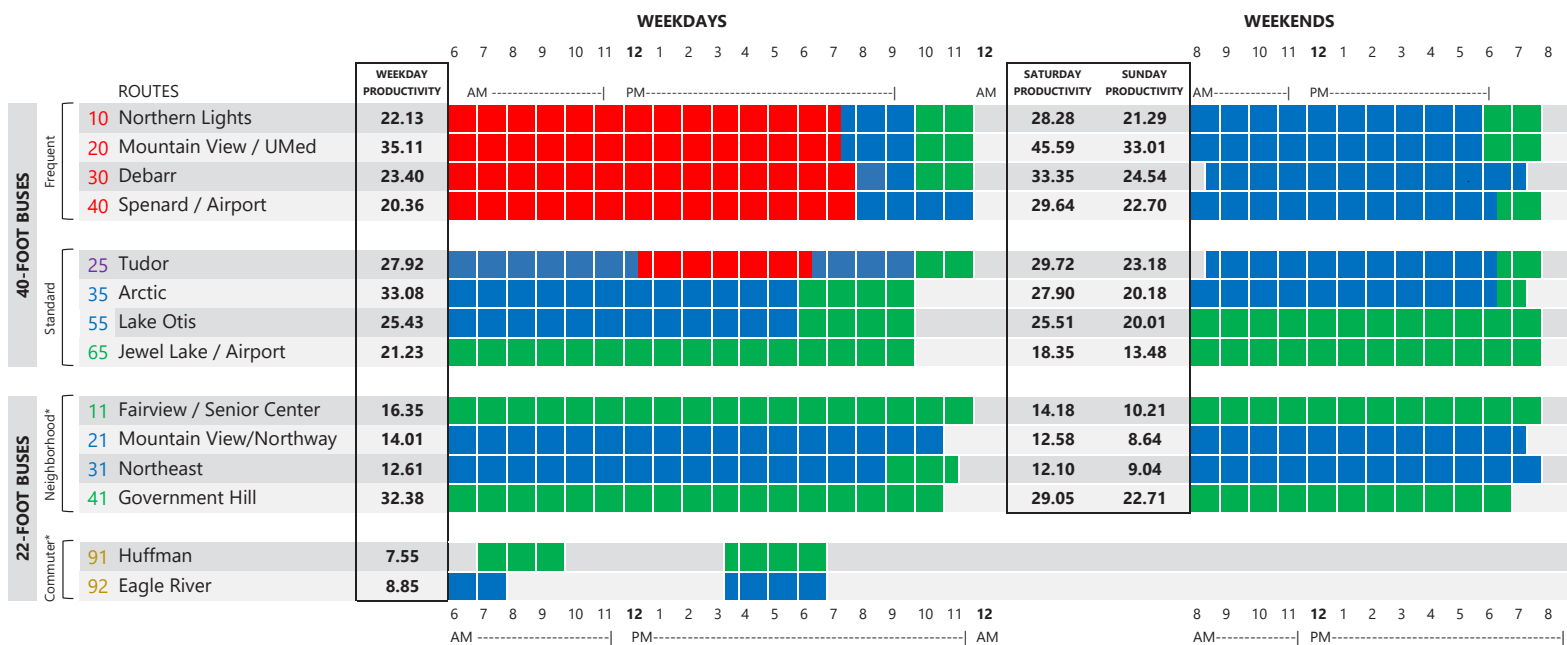 WEEKDAYS WEEKENDS
6 7 8 9 10 11 12 1 2 3 4 5 6 7 8 9 10 11 12 8 9 10 11 12 1 2 3 4 5 6 7 8
ROUTES WEEKDAY PRODUCTIVITY AM ---------------------| PM-----------------------------------------------| AM SATURDAY PRODUCTIVITY SUNDAY PRODUCTIVITY AM--------------| PM-------------------------------|
40-FOOT BUSES
Frequent
10 Northern Lights 22.13 28.28 21.29
20 Mountain View / UMed 35.11 45.59 33.01
30 Debarr 23.40 33.35 24.54
40 Spenard / Airport 20.36 29.64 22.70
Standard
25 Tudor 27.92 29.72 23.18
35 Arctic 33.08 27.90 20.18
55 Lake Otis 25.43 25.51 20.01
65 Jewel Lake / Airport 21.23 18.35 13.48
22-FOOT BUSES
Neighborhood*
11 Fairview / Senior Center 16.35 14.18 10.21
21 Mountain View/Northway 14.01 12.58 8.64
31 Northeast 12.61 12.10 9.04
41 Government Hill 32.38 29.05 22.71
Commuter*
91 Huffman 7.55
92 Eagle River 8.85
6 7 8 9 10 11 12 1 2 3 4 5 6 7 8 9 10 11 12 8 9 10 11 12 1 2 3 4 5 6 7 8
AM -------------------------| PM-----------------------------------------------------------| AM AM---------------| PM---------------------------------------------|